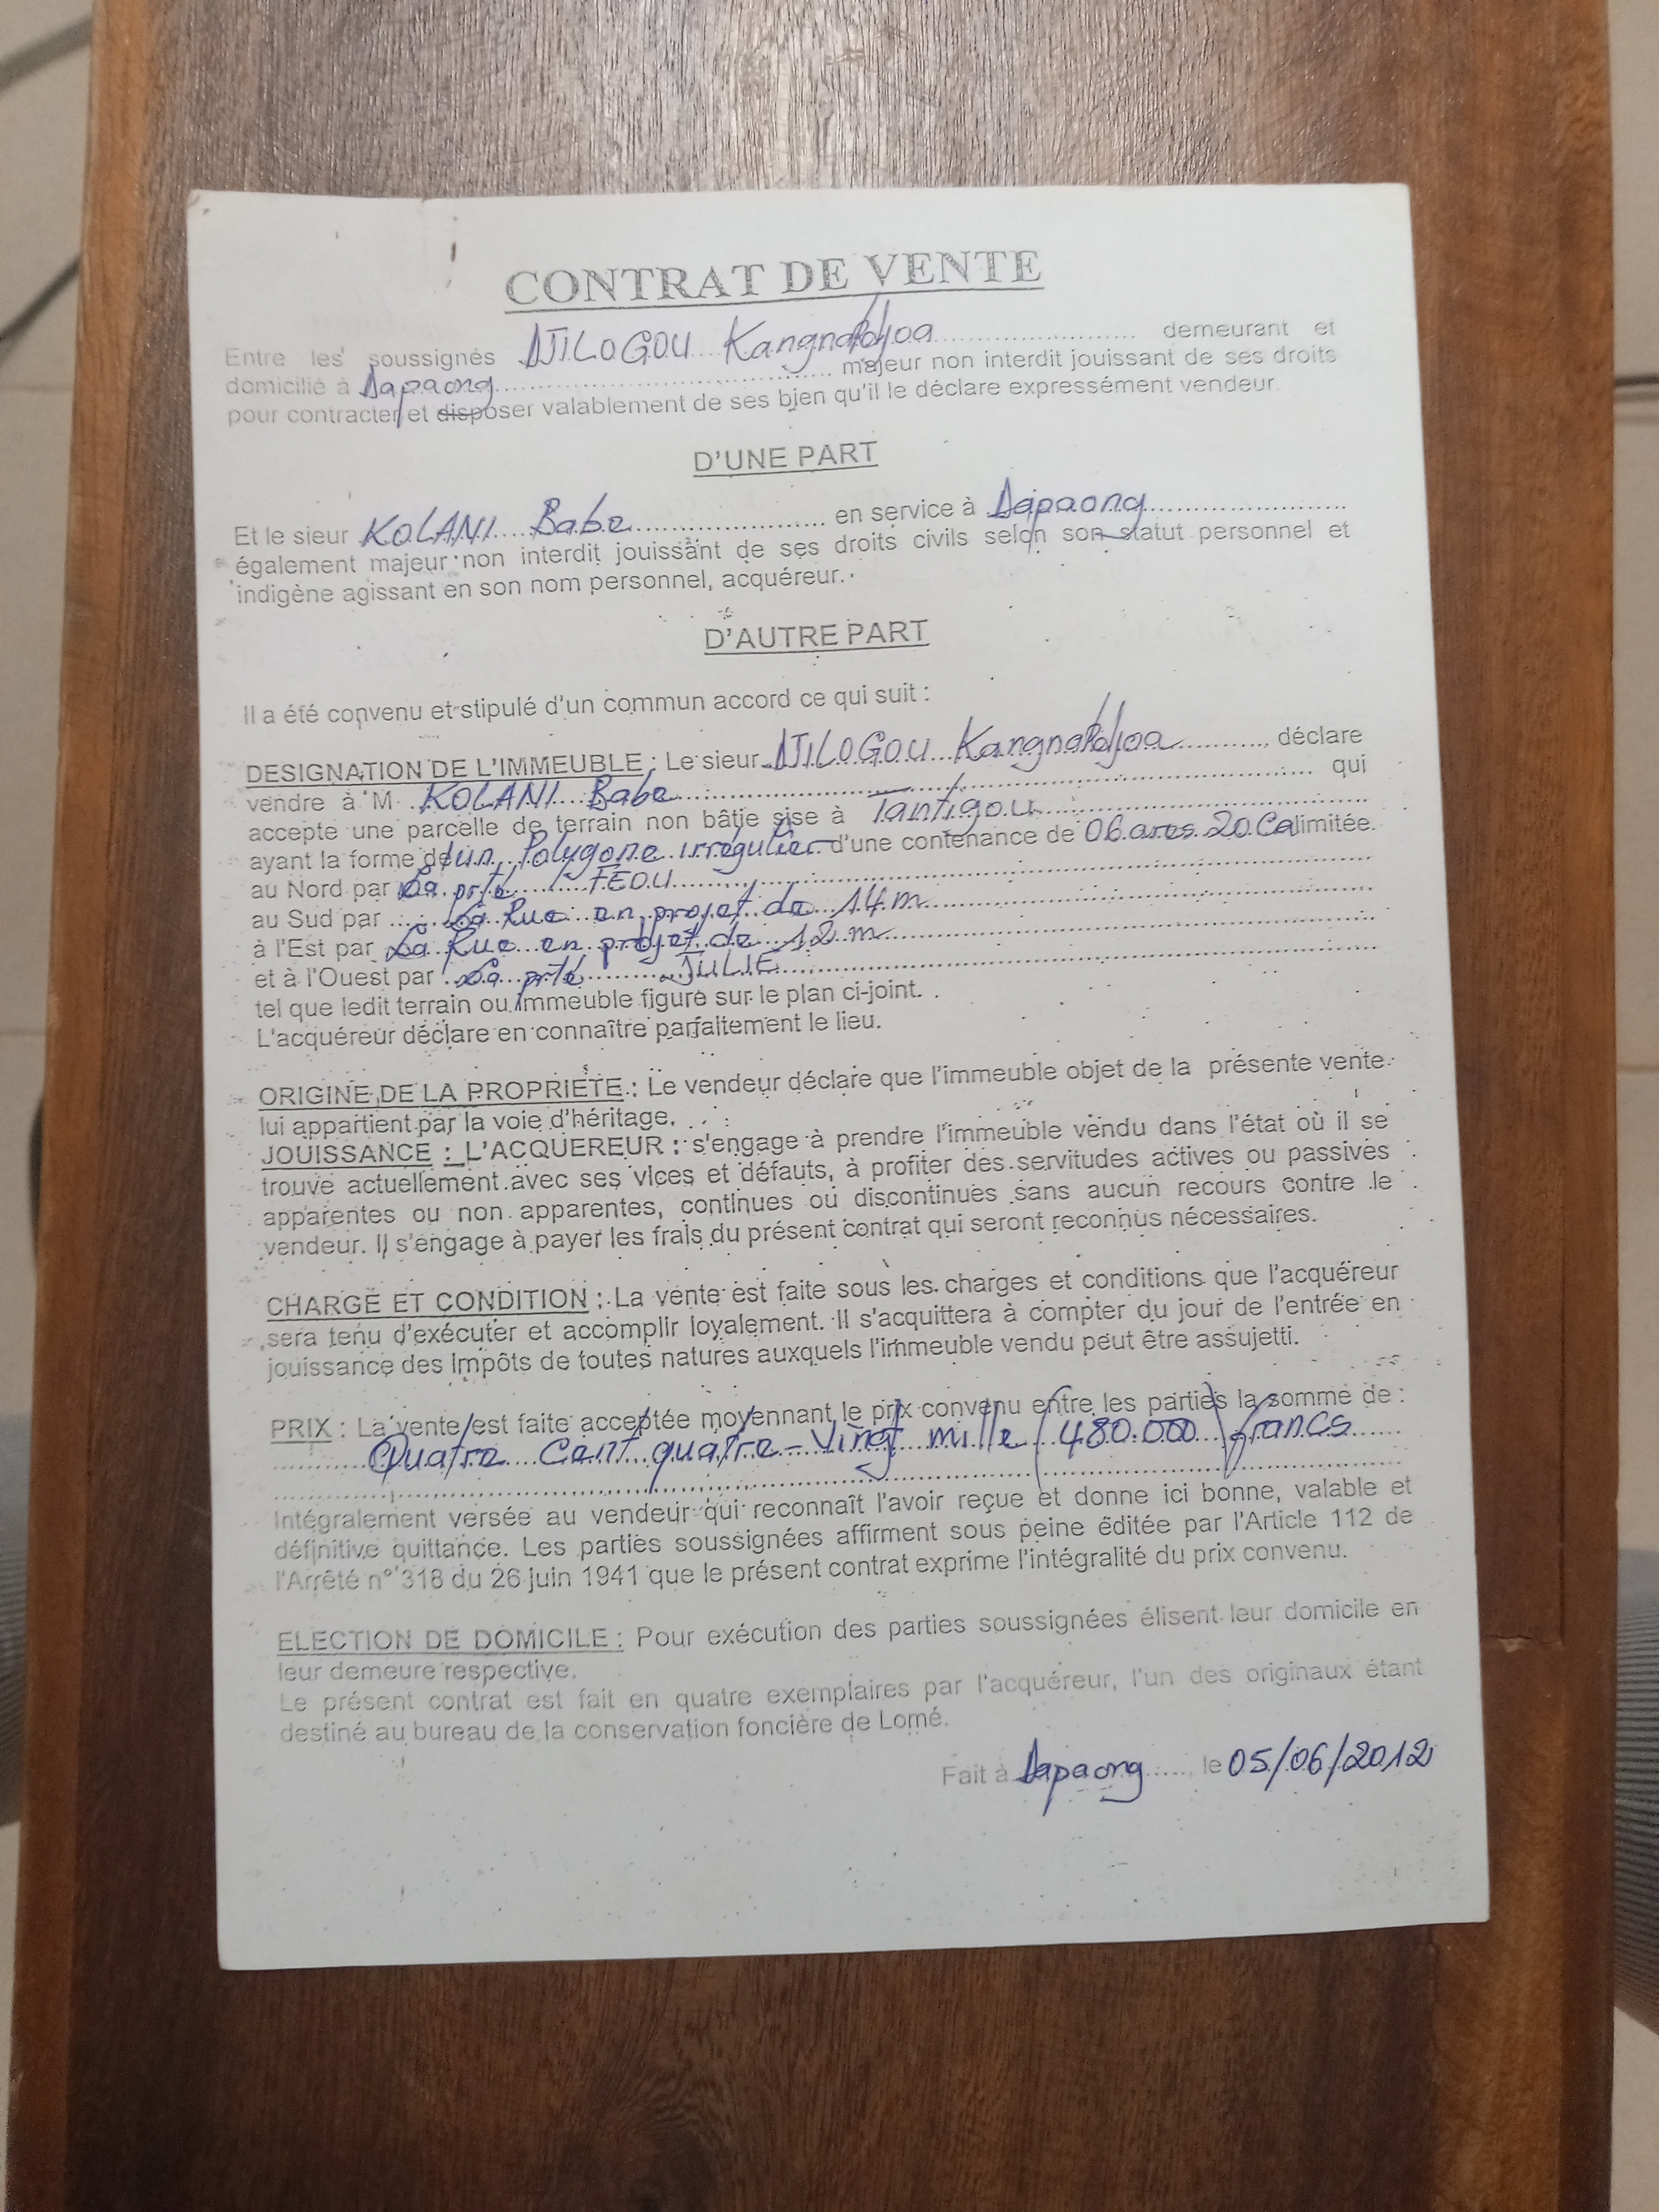 CONTRAT DE VENTE
Entre les soussignés DJILOGOU Kangnadjoa demeurant et
domicilié à Dapaong majeur non interdit jouissant de ses droits
pour contracter et disposer valablement de ses bien qu'il le déclare expressément vendeur
D'UNE PART
Et le sieur KOLANI Babe en service à Dapaong
également majeur non interdit jouissant de ses droits civils selon son statut personnel et
indigène agissant en son nom personnel, acquéreur.
D'AUTRE PART
Il a été convenu et stipulé d'un commun accord ce qui suit :
DESIGNATION DE L'IMMEUBLE : Le sieur DJILOGOU Kangnadjoa déclare
vendre à M KOLANI Babe qui
accepte une parcelle de terrain non bâtie sise à Tantigou
ayant la forme d'un Polygone irrégulier d'une contenance de 06 ares 20 Ca limitée
au Nord par La prté FEOU
au Sud par La Rue en projet de 14 m
à l'Est par La Rue en projet de 12 m
et à l'Ouest par La prté JULIE
tel que ledit terrain ou immeuble figure sur le plan ci-joint.
L'acquéreur déclare en connaître parfaitement le lieu.
ORIGINE DE LA PROPRIETE : Le vendeur déclare que l'immeuble objet de la présente vente
lui appartient par la voie d'héritage.
JOUISSANCE : L'ACQUEREUR : s'engage à prendre l'immeuble vendu dans l'état où il se
trouve actuellement avec ses vices et défauts, à profiter des servitudes actives ou passives
apparentes ou non apparentes, continues ou discontinues sans aucun recours contre le
vendeur. Il s'engage à payer les frais du présent contrat qui seront reconnus nécessaires.
CHARGE ET CONDITION : La vente est faite sous les charges et conditions que l'acquéreur
sera tenu d'exécuter et accomplir loyalement. Il s'acquittera à compter du jour de l'entrée en
jouissance des Impôts de toutes natures auxquels l'immeuble vendu peut être assujetti.
PRIX : La vente est faite acceptée moyennant le prix convenu entre les parties la somme de :
Quatre Cent quatre-Vingt mille (480.000) francs
Intégralement versée au vendeur qui reconnaît l'avoir reçue et donne ici bonne, valable et
définitive quittance. Les parties soussignées affirment sous peine éditée par l'Article 112 de
l'Arrêté n° 318 du 26 juin 1941 que le présent contrat exprime l'intégralité du prix convenu.
ELECTION DE DOMICILE : Pour exécution des parties soussignées élisent leur domicile en
leur demeure respective.
Le présent contrat est fait en quatre exemplaires par l'acquéreur, l'un des originaux étant
destiné au bureau de la conservation foncière de Lomé.
Fait à Dapaong, le 05/06/2012